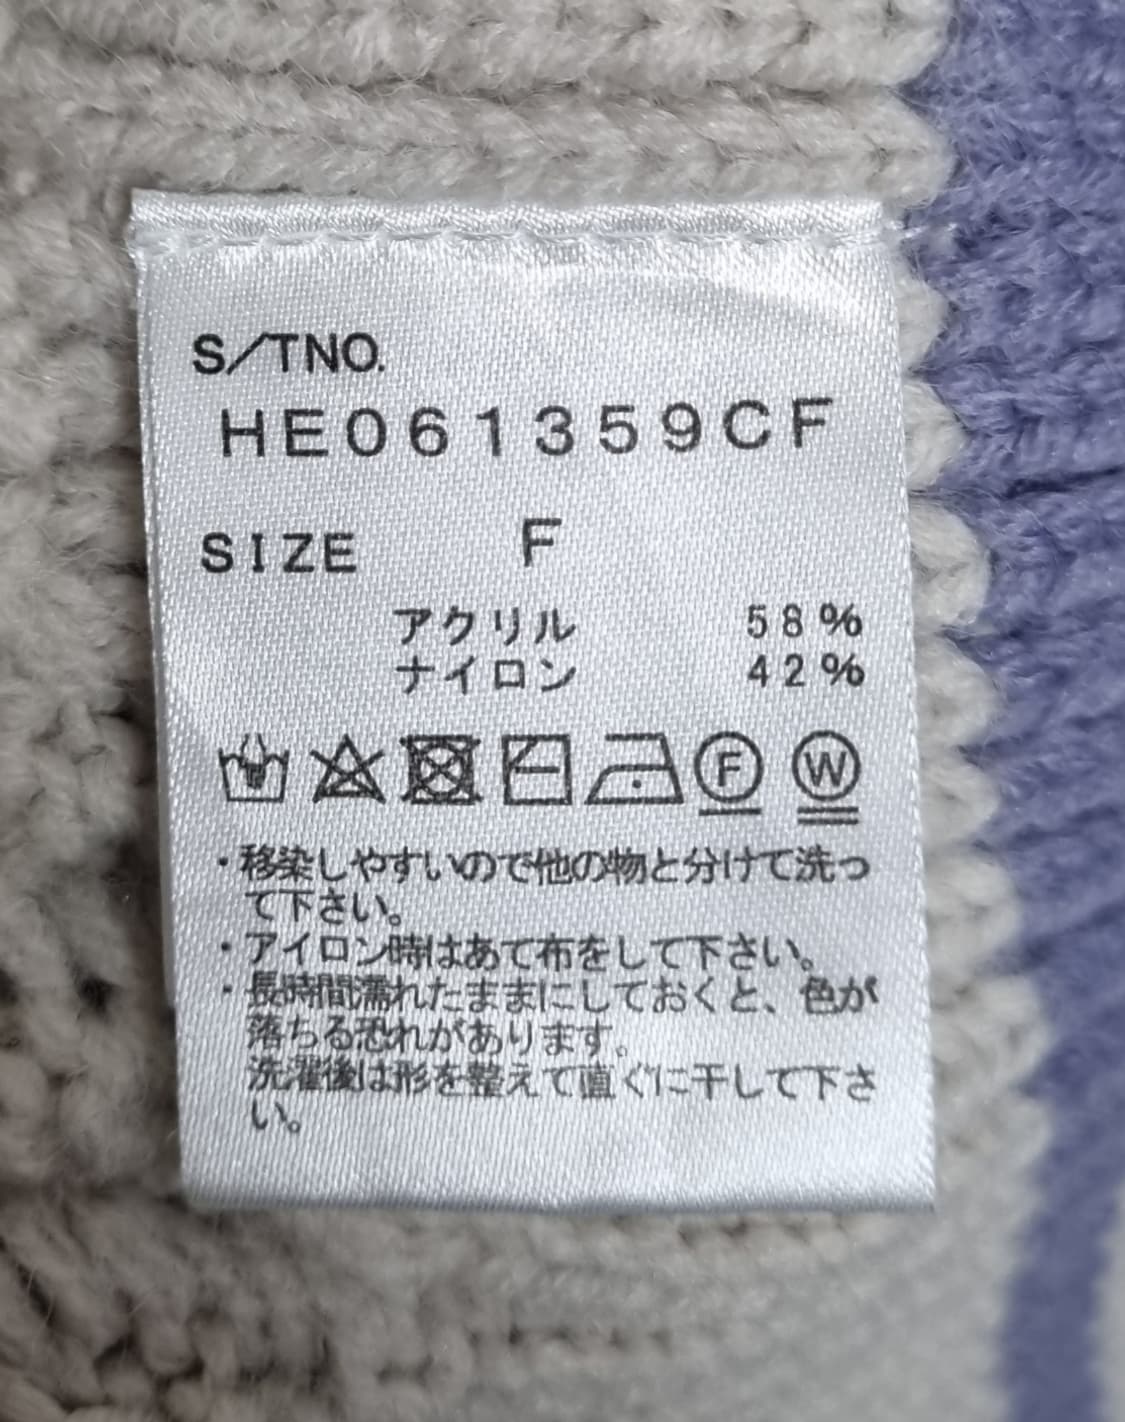 S/TNO.
HE061359CF
SIZE F
アクリル 58%
ナイロン 42%
F W
・移染しやすいので他の物と分けて洗っ
て下さい。
・アイロン時はあて布をして下さい。
・長時間濡れたままにしておくと、色が
落ちる恐れがあります。
洗濯後は形を整えて直ぐに干して下さ
い。